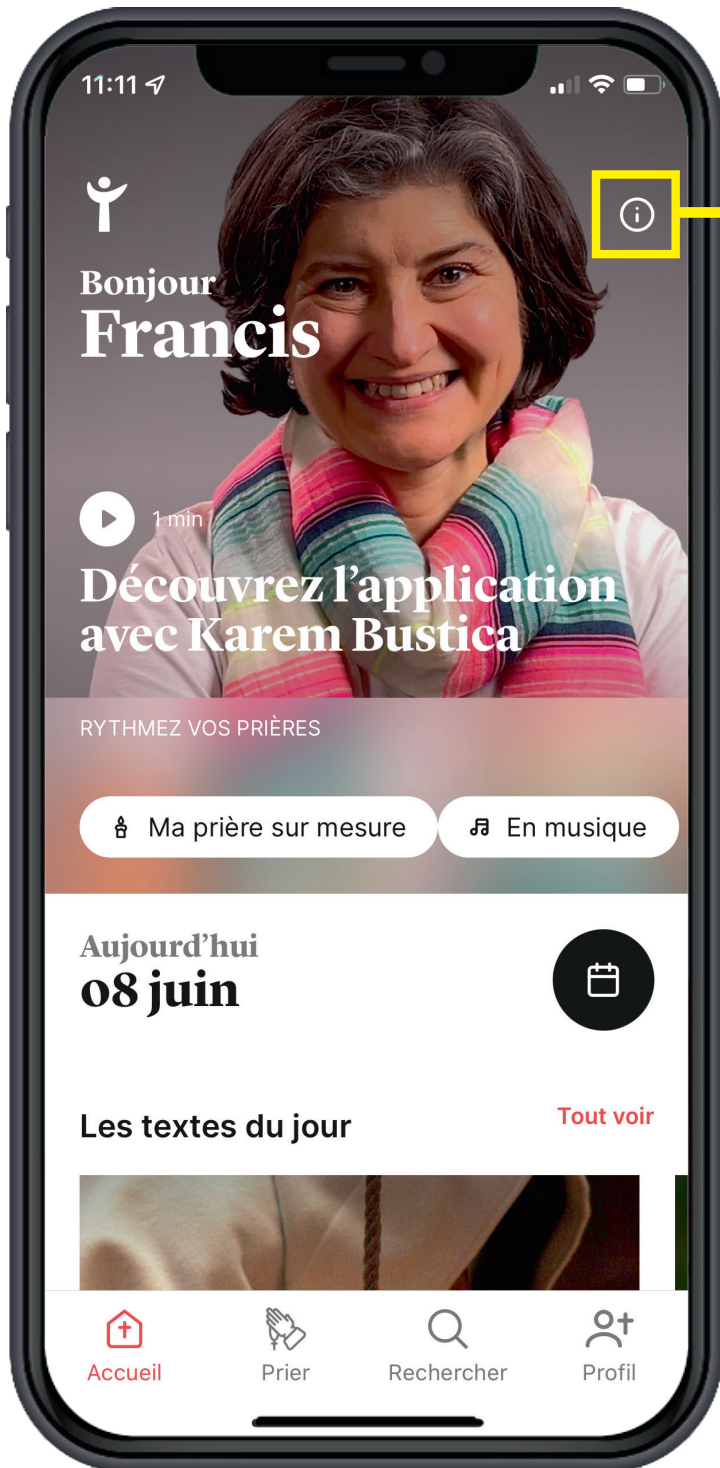 11:11
Bonjour
Francis
1 min
Découvrez l’application
avec Karem Bustica
RYTHMEZ VOS PRIÈRES
Ma prière sur mesure
En musique
Aujourd’hui
08 juin
Les textes du jour
Tout voir
Accueil
Prier
Rechercher
Profil